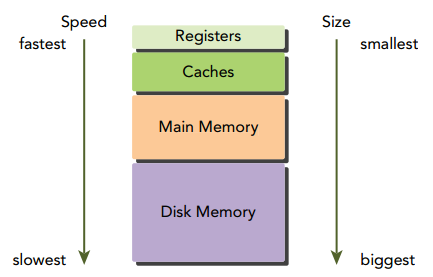 Speed
Size
fastest
Registers
smallest
Caches
Main Memory
Disk Memory
slowest
biggest